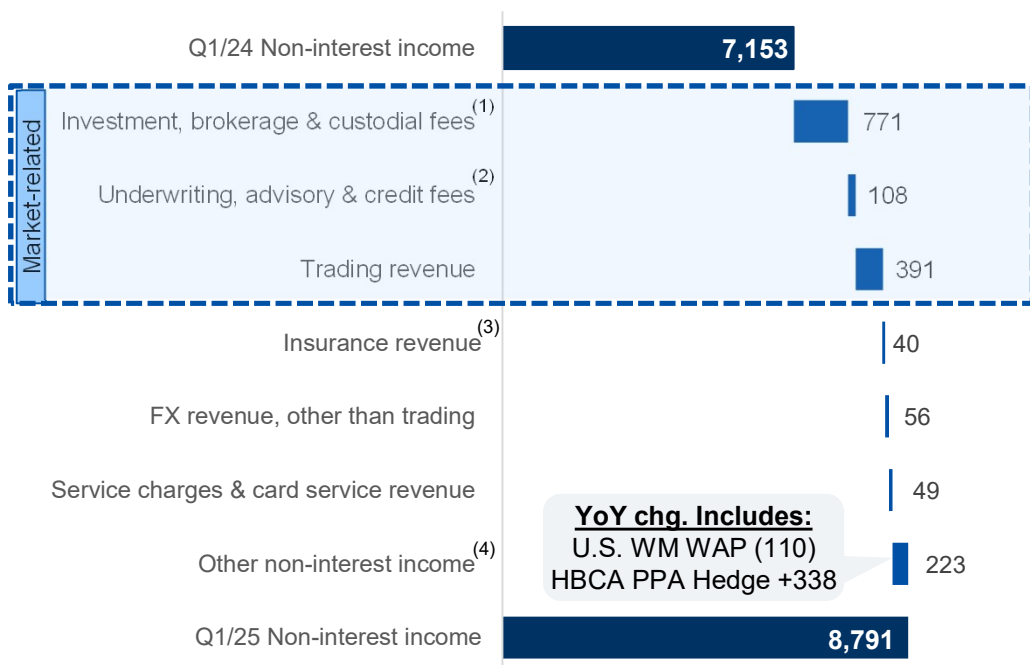 Q1/24 Non-interest income 7,153
Market-related
Investment, brokerage & custodial fees(1) 771
Underwriting, advisory & credit fees(2) 108
Trading revenue 391
Insurance revenue(3) 40
FX revenue, other than trading 56
Service charges & card service revenue 49
YoY chg. Includes:
U.S. WM WAP (110)
HBCA PPA Hedge +338
Other non-interest income(4) 223
Q1/25 Non-interest income 8,791